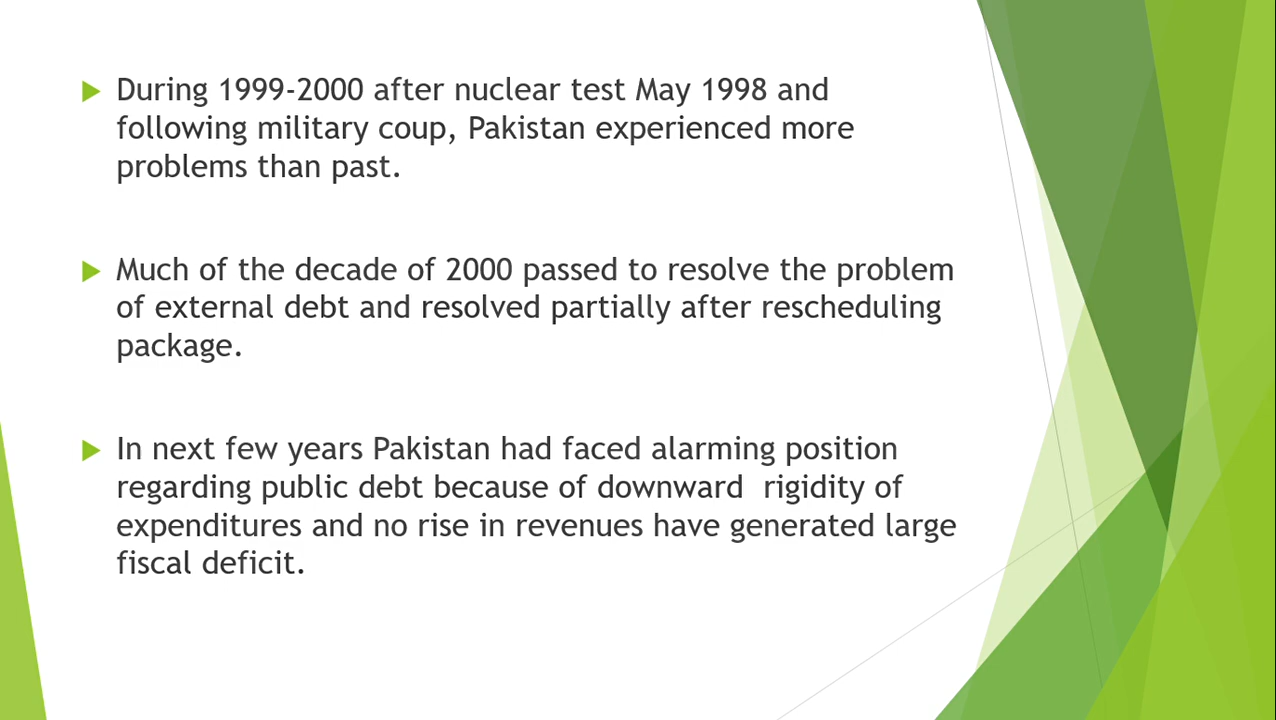 During 1999-2000 after nuclear test May 1998 and
following military coup, Pakistan experienced more
problems than past.
Much of the decade of 2000 passed to resolve the problem
of external debt and resolved partially after rescheduling
package.
In next few years Pakistan had faced alarming position
regarding public debt because of downward  rigidity of
expenditures and no rise in revenues have generated large
fiscal deficit.